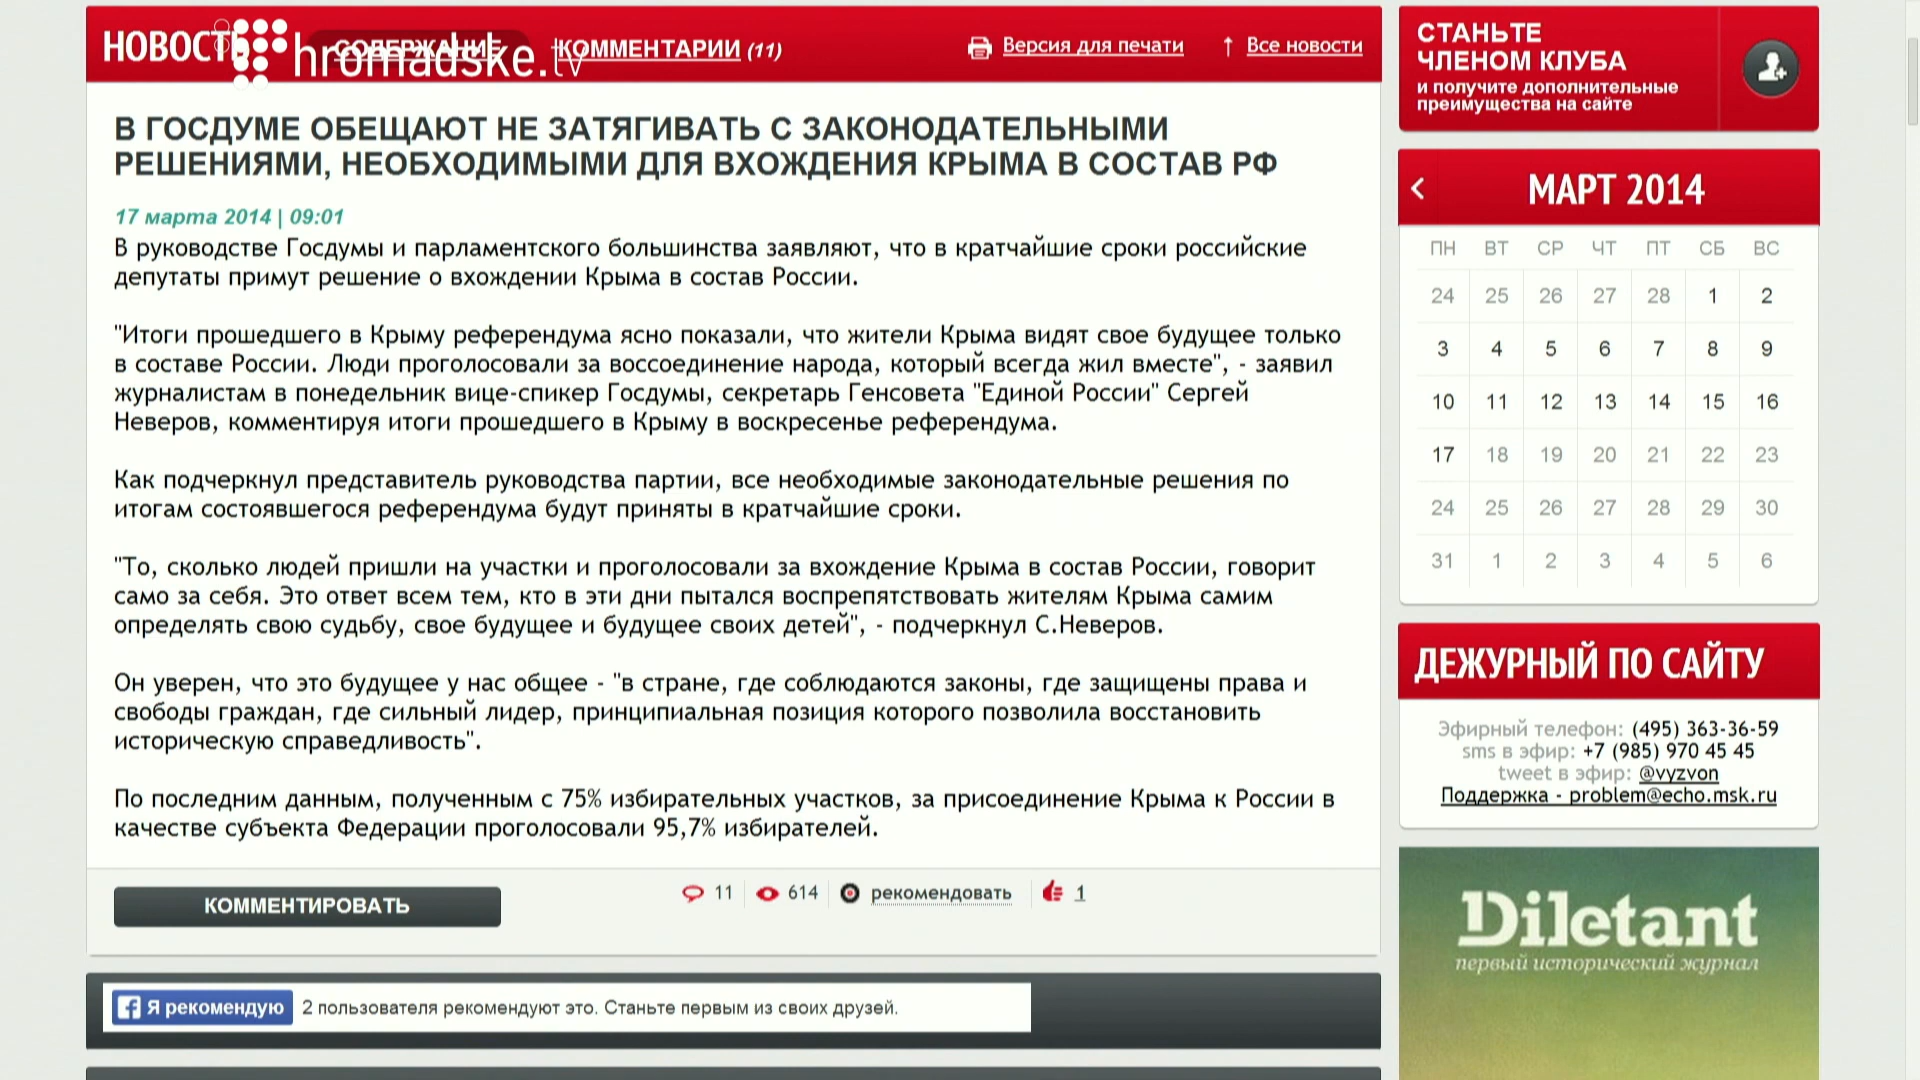 НОВОСТЬ
СОДЕРЖАНИЕ
КОММЕНТАРИИ (11)
Версия для печати
↑ Все новости
hromadske.tv
В ГОСДУМЕ ОБЕЩАЮТ НЕ ЗАТЯГИВАТЬ С ЗАКОНОДАТЕЛЬНЫМИ
РЕШЕНИЯМИ, НЕОБХОДИМЫМИ ДЛЯ ВХОЖДЕНИЯ КРЫМА В СОСТАВ РФ
17 марта 2014 | 09:01
В руководстве Госдумы и парламентского большинства заявляют, что в кратчайшие сроки российские
депутаты примут решение о вхождении Крыма в состав России.
"Итоги прошедшего в Крыму референдума ясно показали, что жители Крыма видят свое будущее только
в составе России. Люди проголосовали за воссоединение народа, который всегда жил вместе", - заявил
журналистам в понедельник вице-спикер Госдумы, секретарь Генсовета "Единой России" Сергей
Неверов, комментируя итоги прошедшего в Крыму в воскресенье референдума.
Как подчеркнул представитель руководства партии, все необходимые законодательные решения по
итогам состоявшегося референдума будут приняты в кратчайшие сроки.
"То, сколько людей пришли на участки и проголосовали за вхождение Крыма в состав России, говорит
само за себя. Это ответ всем тем, кто в эти дни пытался воспрепятствовать жителям Крыма самим
определять свою судьбу, свое будущее и будущее своих детей", - подчеркнул С.Неверов.
Он уверен, что это будущее у нас общее - "в стране, где соблюдаются законы, где защищены права и
свободы граждан, где сильный лидер, принципиальная позиция которого позволила восстановить
историческую справедливость".
По последним данным, полученным с 75% избирательных участков, за присоединение Крыма к России в
качестве субъекта Федерации проголосовали 95,7% избирателей.
КОММЕНТИРОВАТЬ
11
614
рекомендовать
1
Я рекомендую
2 пользователя рекомендуют это. Станьте первым из своих друзей.
СТАНЬТЕ
ЧЛЕНОМ КЛУБА
и получите дополнительные
преимущества на сайте
МАРТ 2014
ПН ВТ СР ЧТ ПТ СБ ВС
24 25 26 27 28 1 2
3 4 5 6 7 8 9
10 11 12 13 14 15 16
17 18 19 20 21 22 23
24 25 26 27 28 29 30
31 1 2 3 4 5 6
ДЕЖУРНЫЙ ПО САЙТУ
Эфирный телефон: (495) 363-36-59
sms в эфир: +7 (985) 970 45 45
tweet в эфир: @vyzvon
Поддержка - problem@echo.msk.ru
Diletant
первый исторический журнал